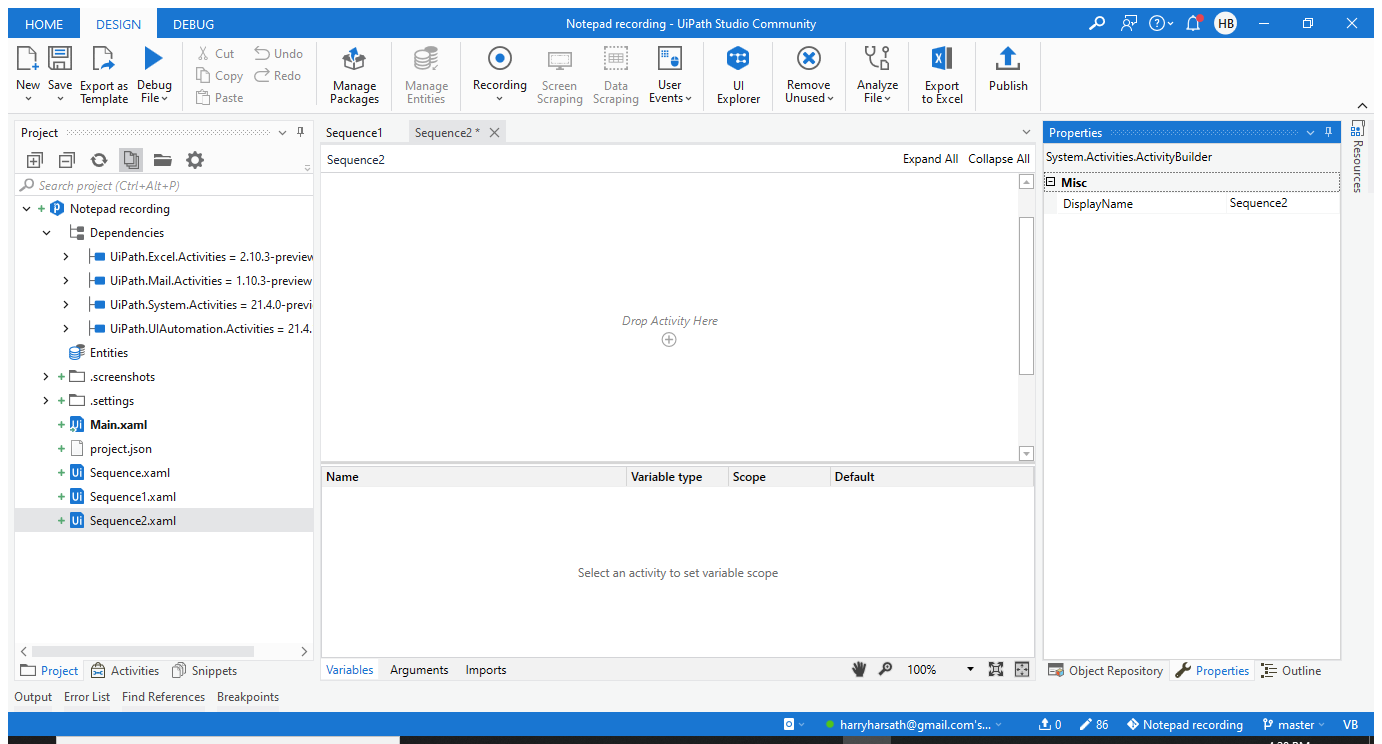 HOME DESIGN DEBUG Notepad recording - UiPath Studio Community HB
New Save Export as Template Debug File Cut Copy Paste Undo Redo Manage Packages Manage Entities Recording Screen Scraping Data Scraping User Events UI Explorer Remove Unused Analyze File Export to Excel Publish
Project
Search project (Ctrl+Alt+P)
Notepad recording
Dependencies
UiPath.Excel.Activities = 2.10.3-preview
UiPath.Mail.Activities = 1.10.3-preview
UiPath.System.Activities = 21.4.0-previ
UiPath.UIAutomation.Activities = 21.4.
Entities
.screenshots
.settings
Main.xaml
project.json
Sequence.xaml
Sequence1.xaml
Sequence2.xaml
Project Activities Snippets
Sequence1 Sequence2 *
Sequence2 Expand All Collapse All
Drop Activity Here
Name Variable type Scope Default
Select an activity to set variable scope
Variables Arguments Imports 100%
Properties
System.Activities.ActivityBuilder
Misc
DisplayName Sequence2
Object Repository Properties Outline
Resources
Output Error List Find References Breakpoints
harryharsath@gmail.com's... 0 86 Notepad recording master VB